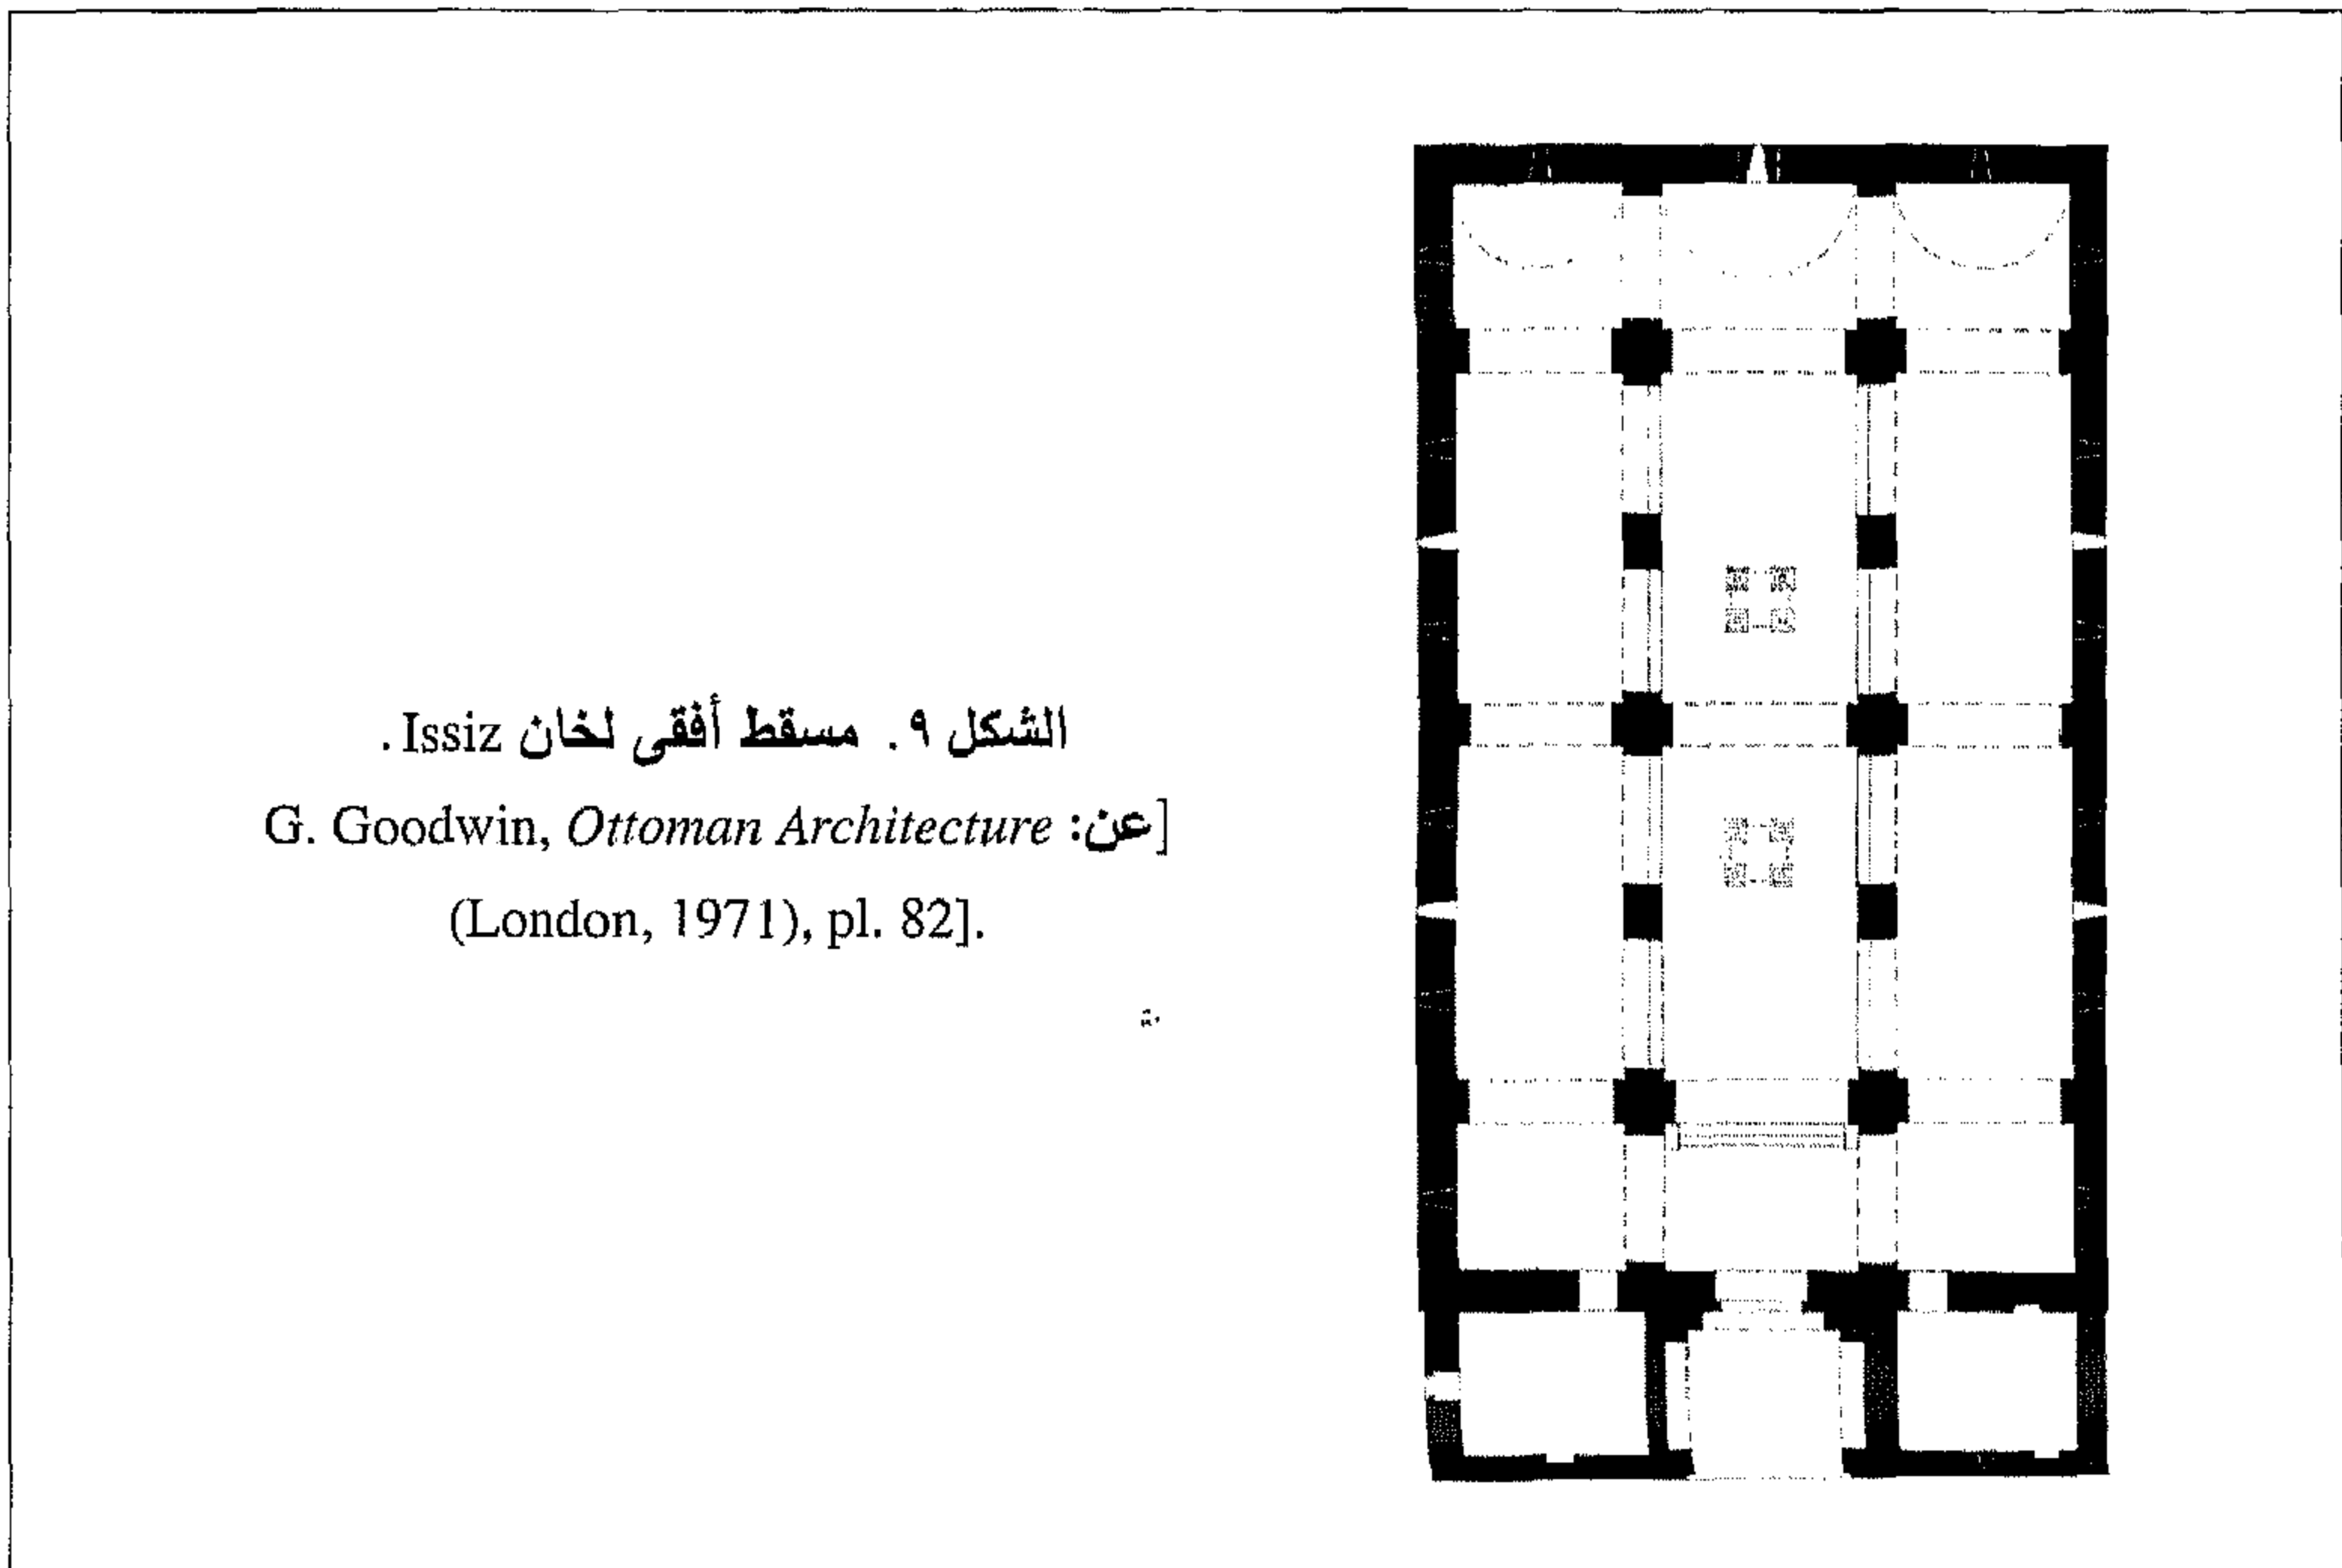 الشكل ٩. مسقط أفقى لخان Issiz.
[عن: G. Goodwin, Ottoman Architecture
(London, 1971), pl. 82].